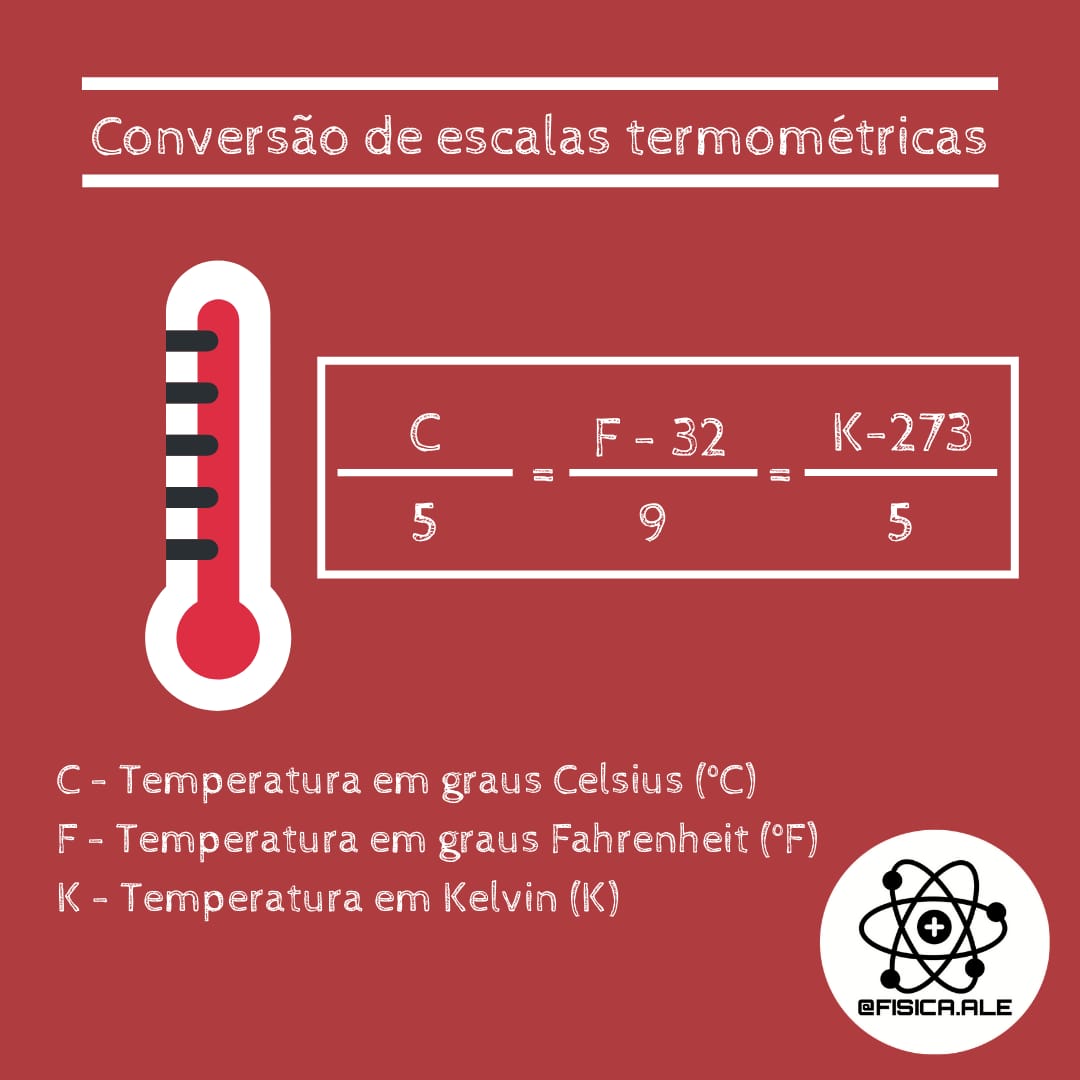 Conversão de escalas termométricas
C
5
=
F - 32
9
=
K-273
5
C - Temperatura em graus Celsius (°C)
F - Temperatura em graus Fahrenheit (°F)
K - Temperatura em Kelvin (K)
+
@FISICA.ALE